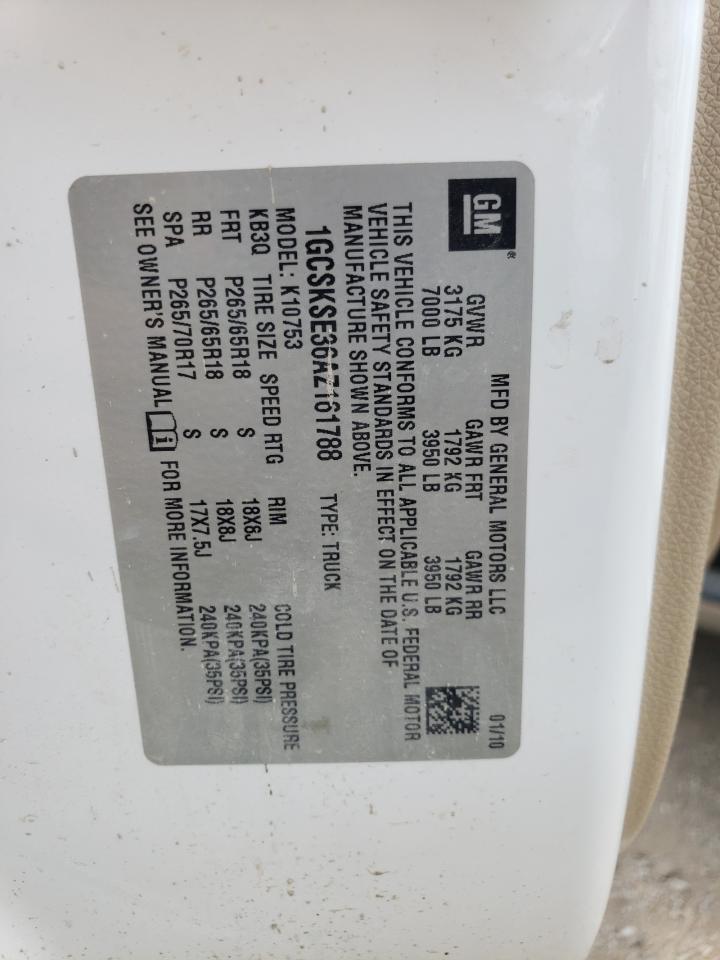 GM®
MFD BY GENERAL MOTORS LLC 01/10
GVWR GAWR FRT GAWR RR
3175 KG 1792 KG 1792 KG
7000 LB 3950 LB 3950 LB
THIS VEHICLE CONFORMS TO ALL APPLICABLE U.S. FEDERAL MOTOR
VEHICLE SAFETY STANDARDS IN EFFECT ON THE DATE OF
MANUFACTURE SHOWN ABOVE.
1GCSKSE36AZ161788 TYPE: TRUCK
MODEL: K10753
KB3Q TIRE SIZE SPEED RTG RIM COLD TIRE PRESSURE
FRT P265/65R18 S 18X8J 240KPA(35PSI)
RR P265/65R18 S 18X8J 240KPA(35PSI)
SPA P265/70R17 S 17X7.5J 240KPA(35PSI)
SEE OWNER'S MANUAL FOR MORE INFORMATION.